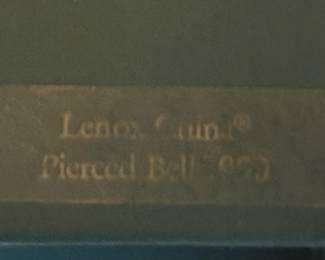 Lenox China®
Pierced Bell